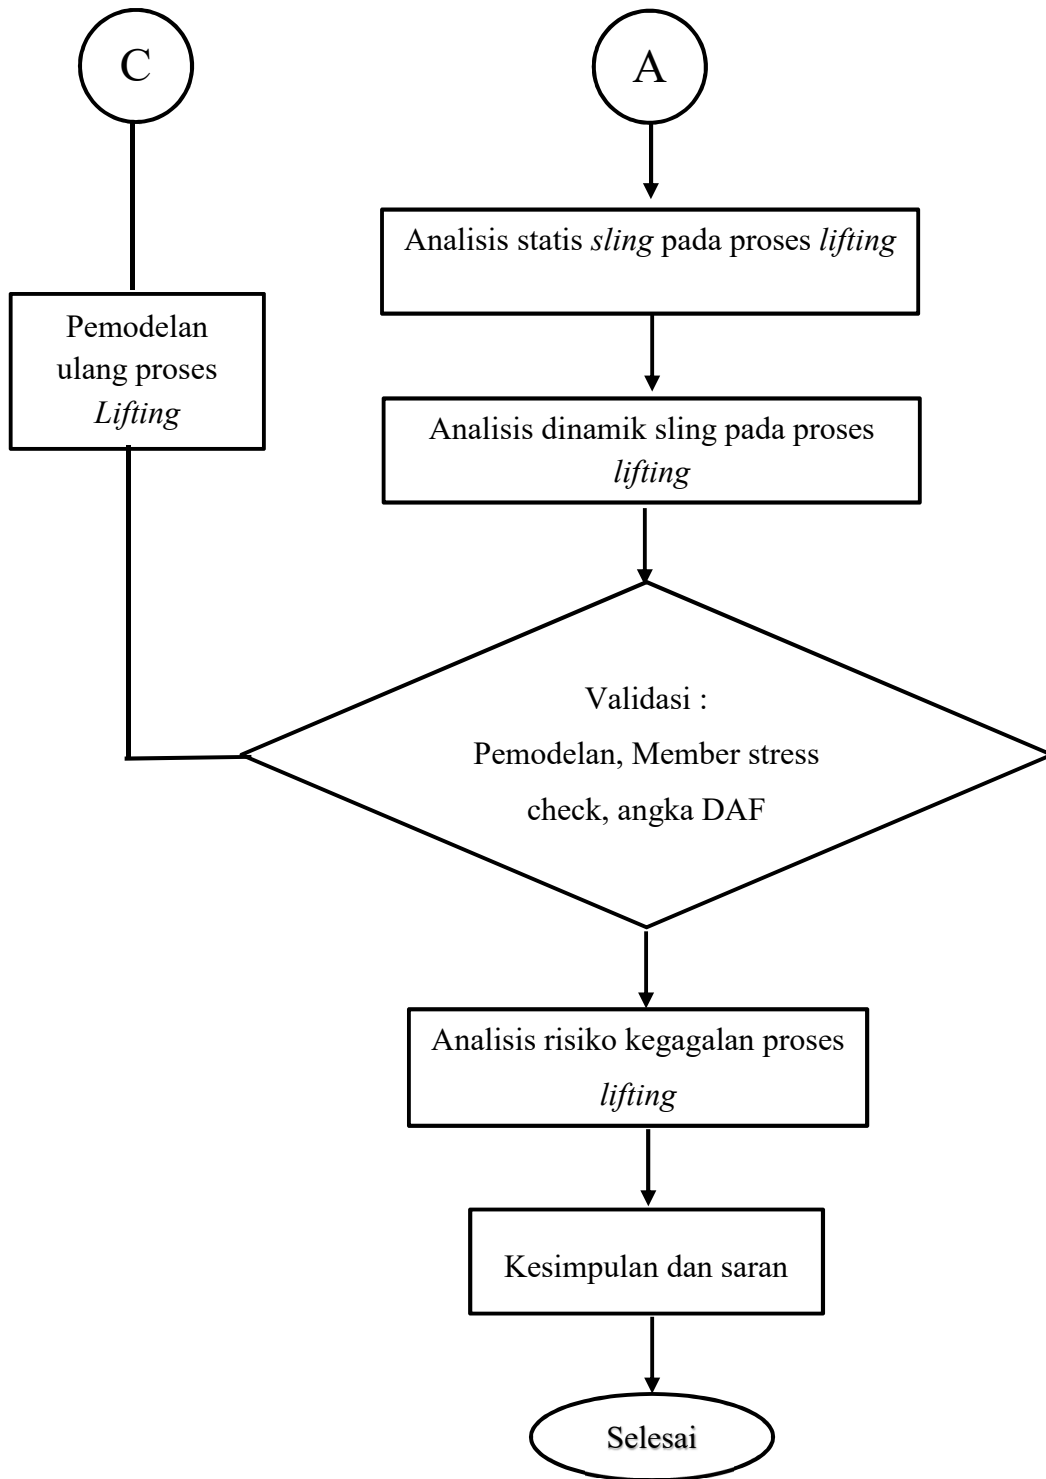 C
A
Analisis statis sling pada proses lifting
Pemodelan
ulang proses
Lifting
Analisis dinamik sling pada proses
lifting
Validasi :
Pemodelan, Member stress
check, angka DAF
Analisis risiko kegagalan proses
lifting
Kesimpulan dan saran
Selesai